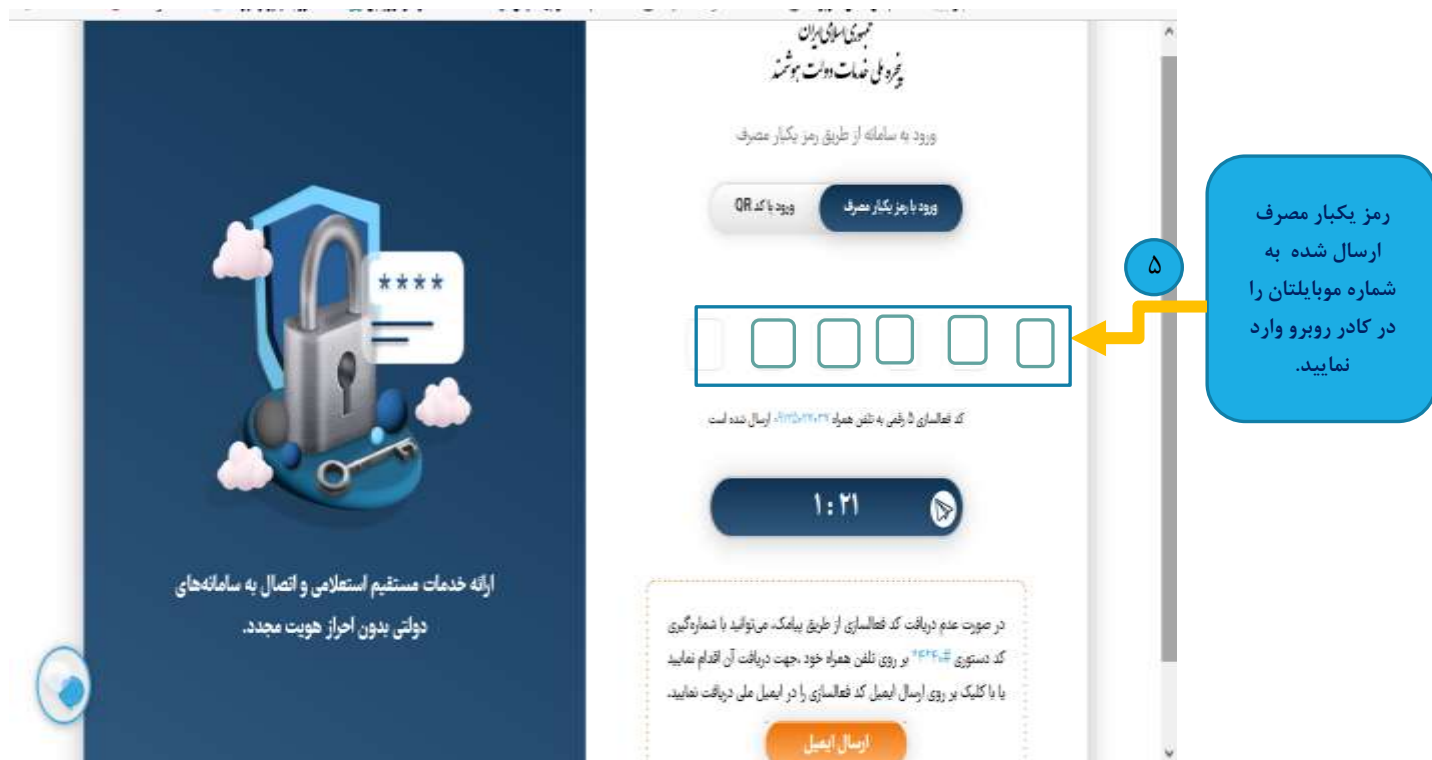 جمهوری اسلامی ایران
پنجره ملی خدمات دولت هوشمند
ورود به سامانه از طریق رمز یکبار مصرف
ورود با رمز یکبار مصرف
ورود با کد QR
۵
رمز یکبار مصرف
ارسال شده به
شماره موبایلتان را
در کادر روبرو وارد
نمایید.
****
کد فعالسازی ۵ رقمی به تلفن همراه ارسال شده است
۱:۲۱
در صورت عدم دریافت کد فعالسازی از طریق پیامک، می‌توانید با شماره‌گیری
کد دستوری بر روی تلفن همراه خود ،جهت دریافت آن اقدام نمایید
یا با کلیک بر روی ارسال ایمیل کد فعالسازی را در ایمیل ملی دریافت نمایید.
ارسال ایمیل
ارائه خدمات مستقیم استعلامی و اتصال به سامانه‌های
دولتی بدون احراز هویت مجدد.